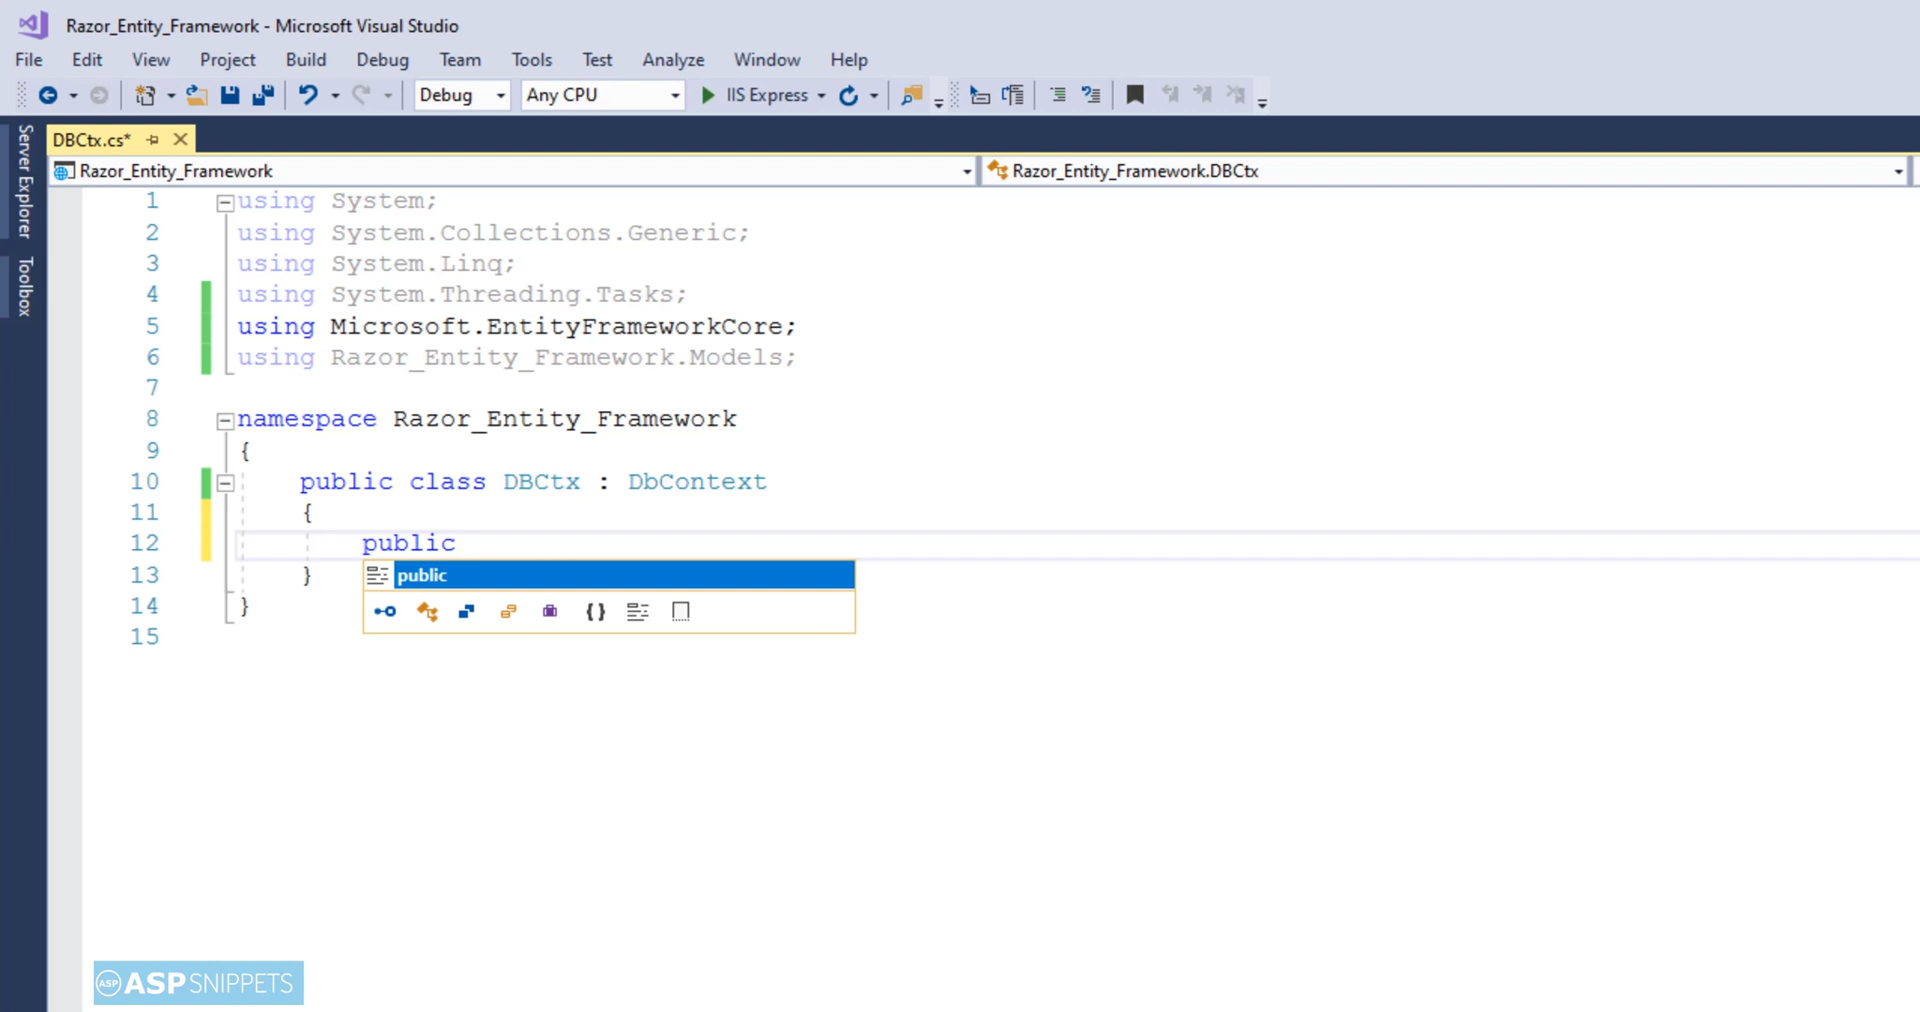 Razor_Entity_Framework - Microsoft Visual Studio
File Edit View Project Build Debug Team Tools Test Analyze Window Help
Debug Any CPU IIS Express
Server Explorer
Toolbox
DBCtx.cs*
Razor_Entity_Framework Razor_Entity_Framework.DBCtx
1 using System;
2 using System.Collections.Generic;
3 using System.Linq;
4 using System.Threading.Tasks;
5 using Microsoft.EntityFrameworkCore;
6 using Razor_Entity_Framework.Models;
7
8 namespace Razor_Entity_Framework
9 {
10 public class DBCtx : DbContext
11 {
12 public
public
13 }
14 }
15
ASP ASPSNIPPETS